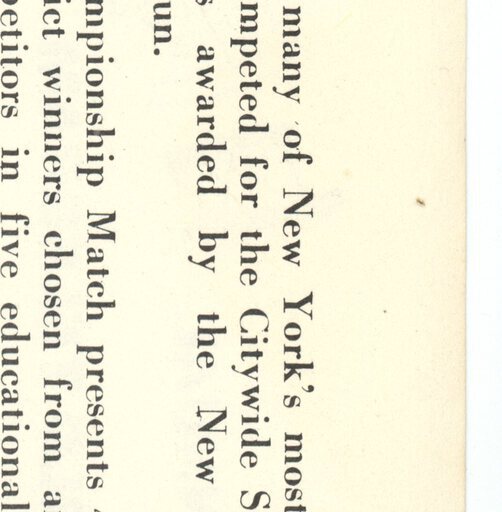 many of New York's most
mpeted for the Citywide S
s awarded by the New
un.
mpionship Match presents
ict winners chosen from a
petitors in five educational